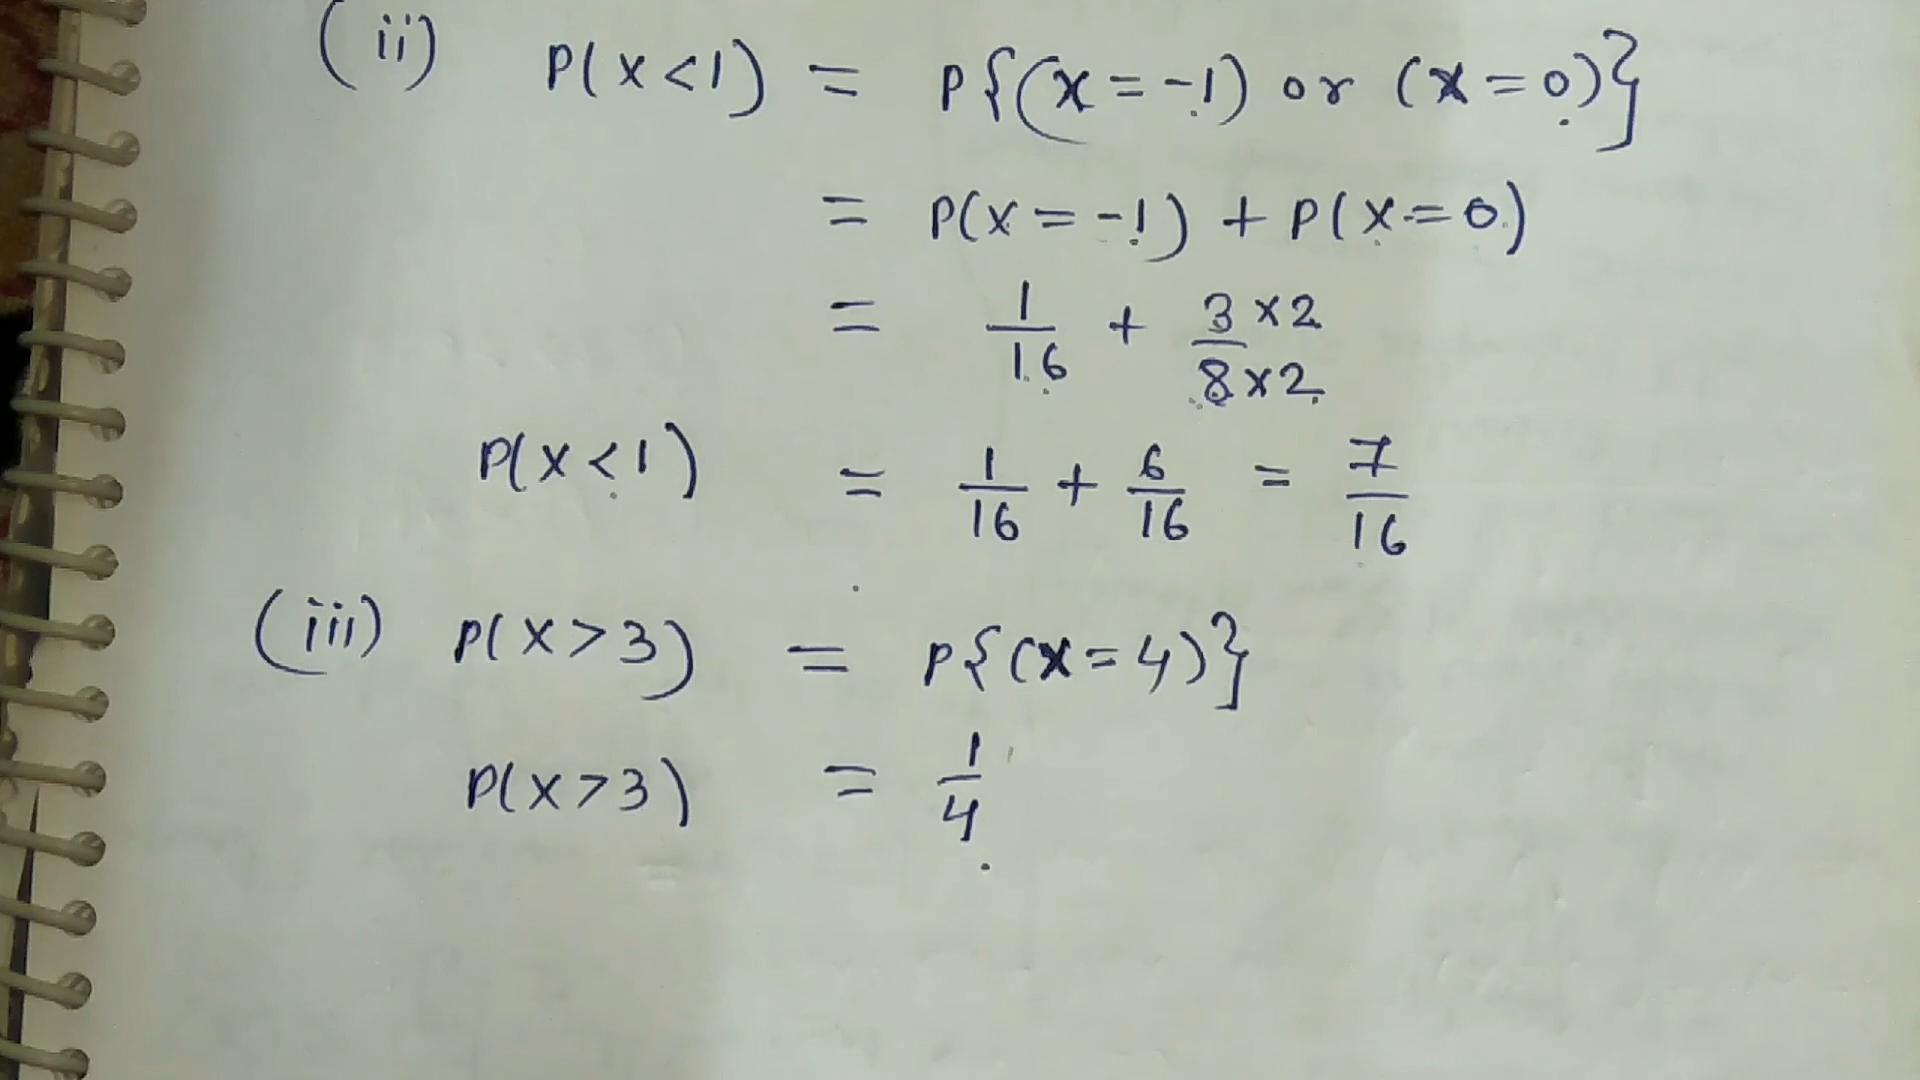 (ii) P(X<1) = P{(X=-1) or (X=0)}
= P(X=-1) + P(X=0)
= 1/16 + 3×2/8×2
P(X<1) = 1/16 + 6/16 = 7/16
(iii) P(X>3) = P{(X=4)}
P(X>3) = 1/4